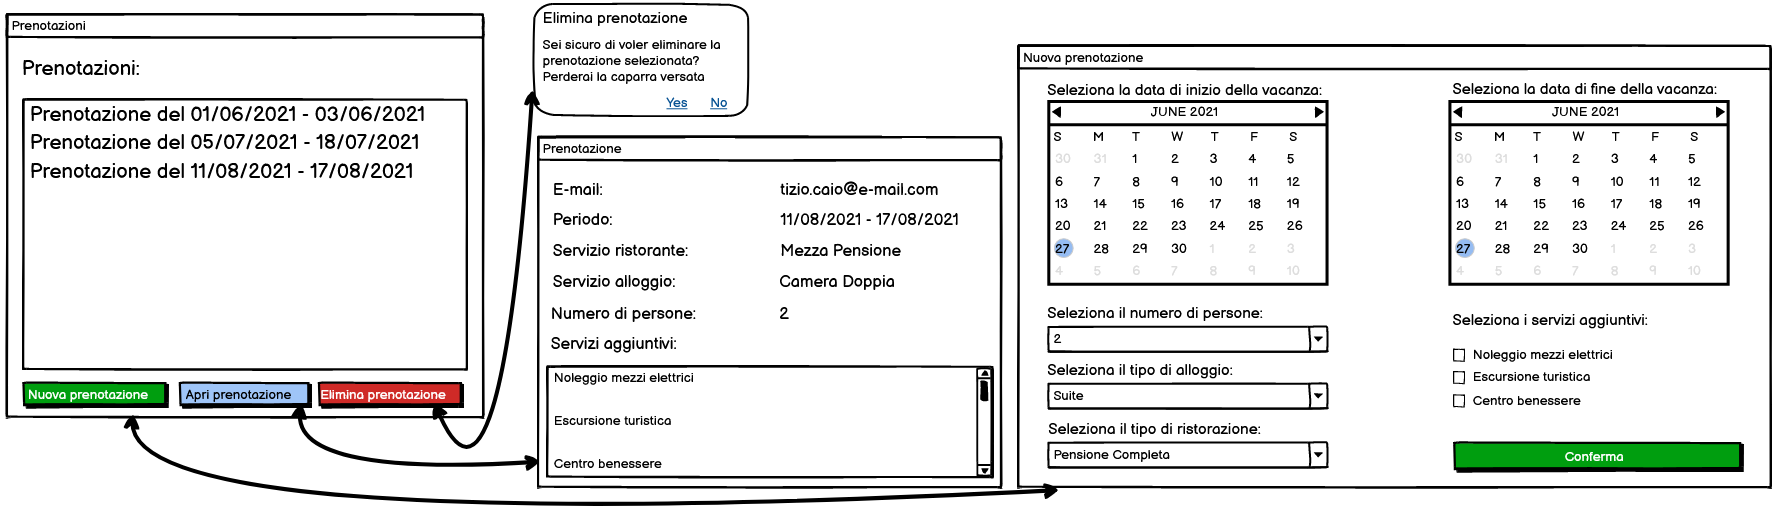 Prenotazioni
Prenotazioni:
Prenotazione del 01/06/2021 - 03/06/2021
Prenotazione del 05/07/2021 - 18/07/2021
Prenotazione del 11/08/2021 - 17/08/2021
Nuova prenotazione
Apri prenotazione
Elimina prenotazione
Elimina prenotazione
Sei sicuro di voler eliminare la
prenotazione selezionata?
Perderai la caparra versata
Yes No
Prenotazione
E-mail: tizio.caio@e-mail.com
Periodo: 11/08/2021 - 17/08/2021
Servizio ristorante: Mezza Pensione
Servizio alloggio: Camera Doppia
Numero di persone: 2
Servizi aggiuntivi:
Noleggio mezzi elettrici
Escursione turistica
Centro benessere
Nuova prenotazione
Seleziona la data di inizio della vacanza:
JUNE 2021
S M T W T F S
30 31 1 2 3 4 5
6 7 8 9 10 11 12
13 14 15 16 17 18 19
20 21 22 23 24 25 26
27 28 29 30 1 2 3
4 5 6 7 8 9 10
Seleziona il numero di persone:
2
Seleziona il tipo di alloggio:
Suite
Seleziona il tipo di ristorazione:
Pensione Completa
Seleziona la data di fine della vacanza:
JUNE 2021
S M T W T F S
30 31 1 2 3 4 5
6 7 8 9 10 11 12
13 14 15 16 17 18 19
20 21 22 23 24 25 26
27 28 29 30 1 2 3
4 5 6 7 8 9 10
Seleziona i servizi aggiuntivi:
Noleggio mezzi elettrici
Escursione turistica
Centro benessere
Conferma